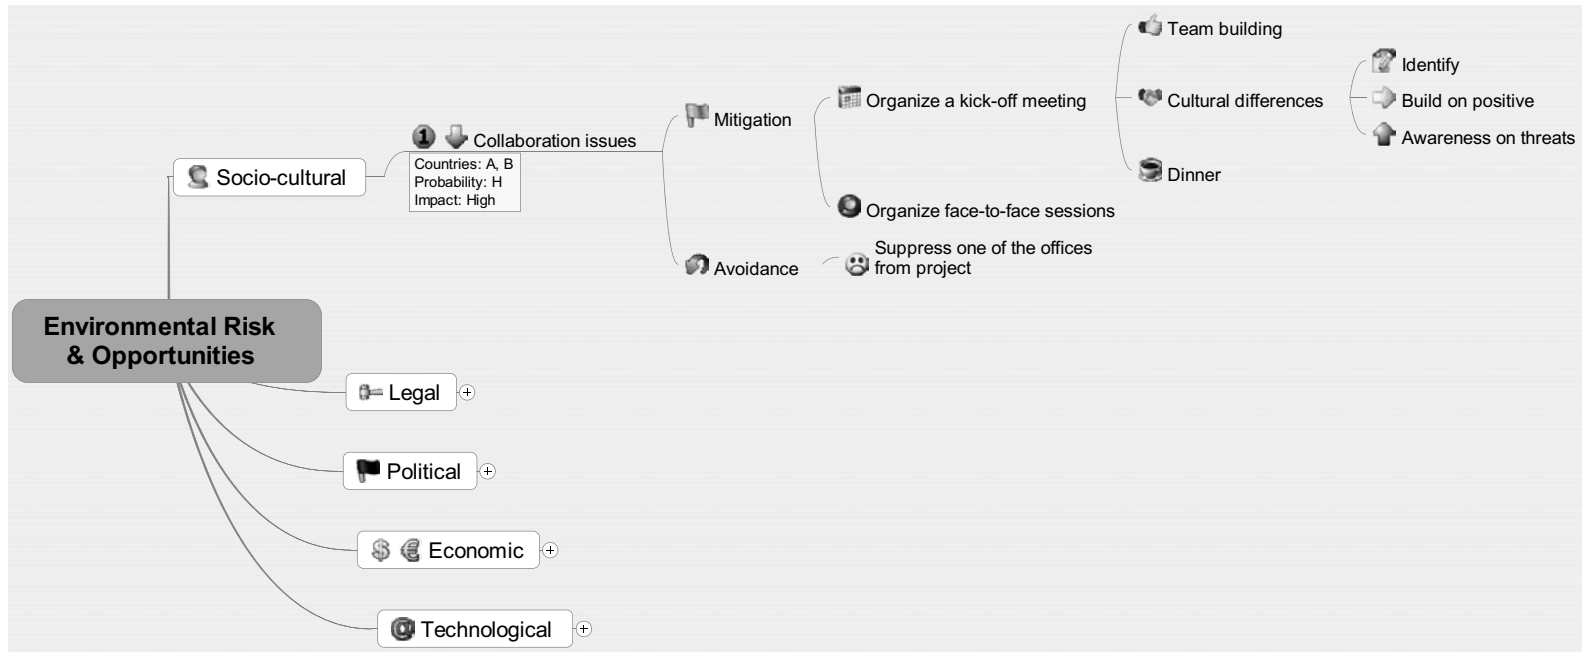 Team building
Identify
Organize a kick-off meeting
Cultural differences
Build on positive
Mitigation
1 Collaboration issues
Awareness on threats
Countries: A, B
Probability: H
Impact: High
Socio-cultural
Dinner
Organize face-to-face sessions
Avoidance
Suppress one of the offices
from project
Environmental Risk
& Opportunities
Legal
Political
$ € Economic
@ Technological